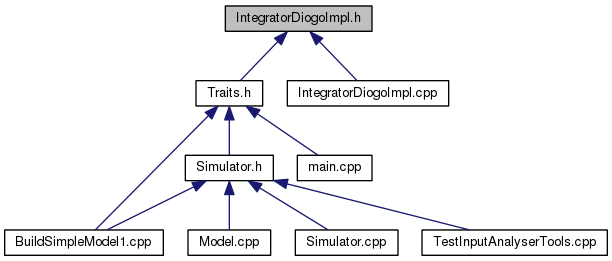 IntegratorDiogoImpl.h
Traits.h
IntegratorDiogoImpl.cpp
Simulator.h
main.cpp
BuildSimpleModel1.cpp
Model.cpp
Simulator.cpp
TestInputAnalyserTools.cpp